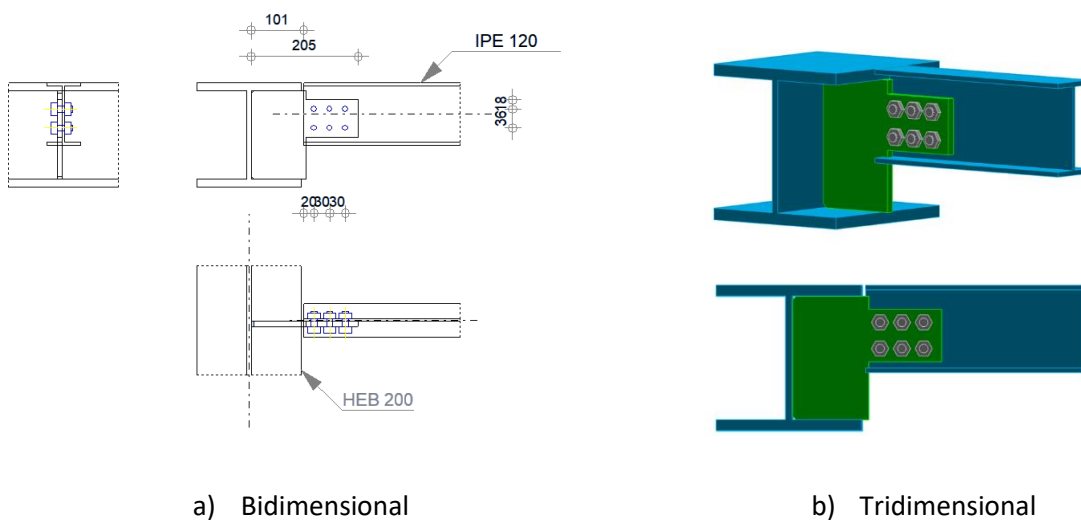 101
205
IPE 120
3618
203030
HEB 200
a) Bidimensional
b) Tridimensional